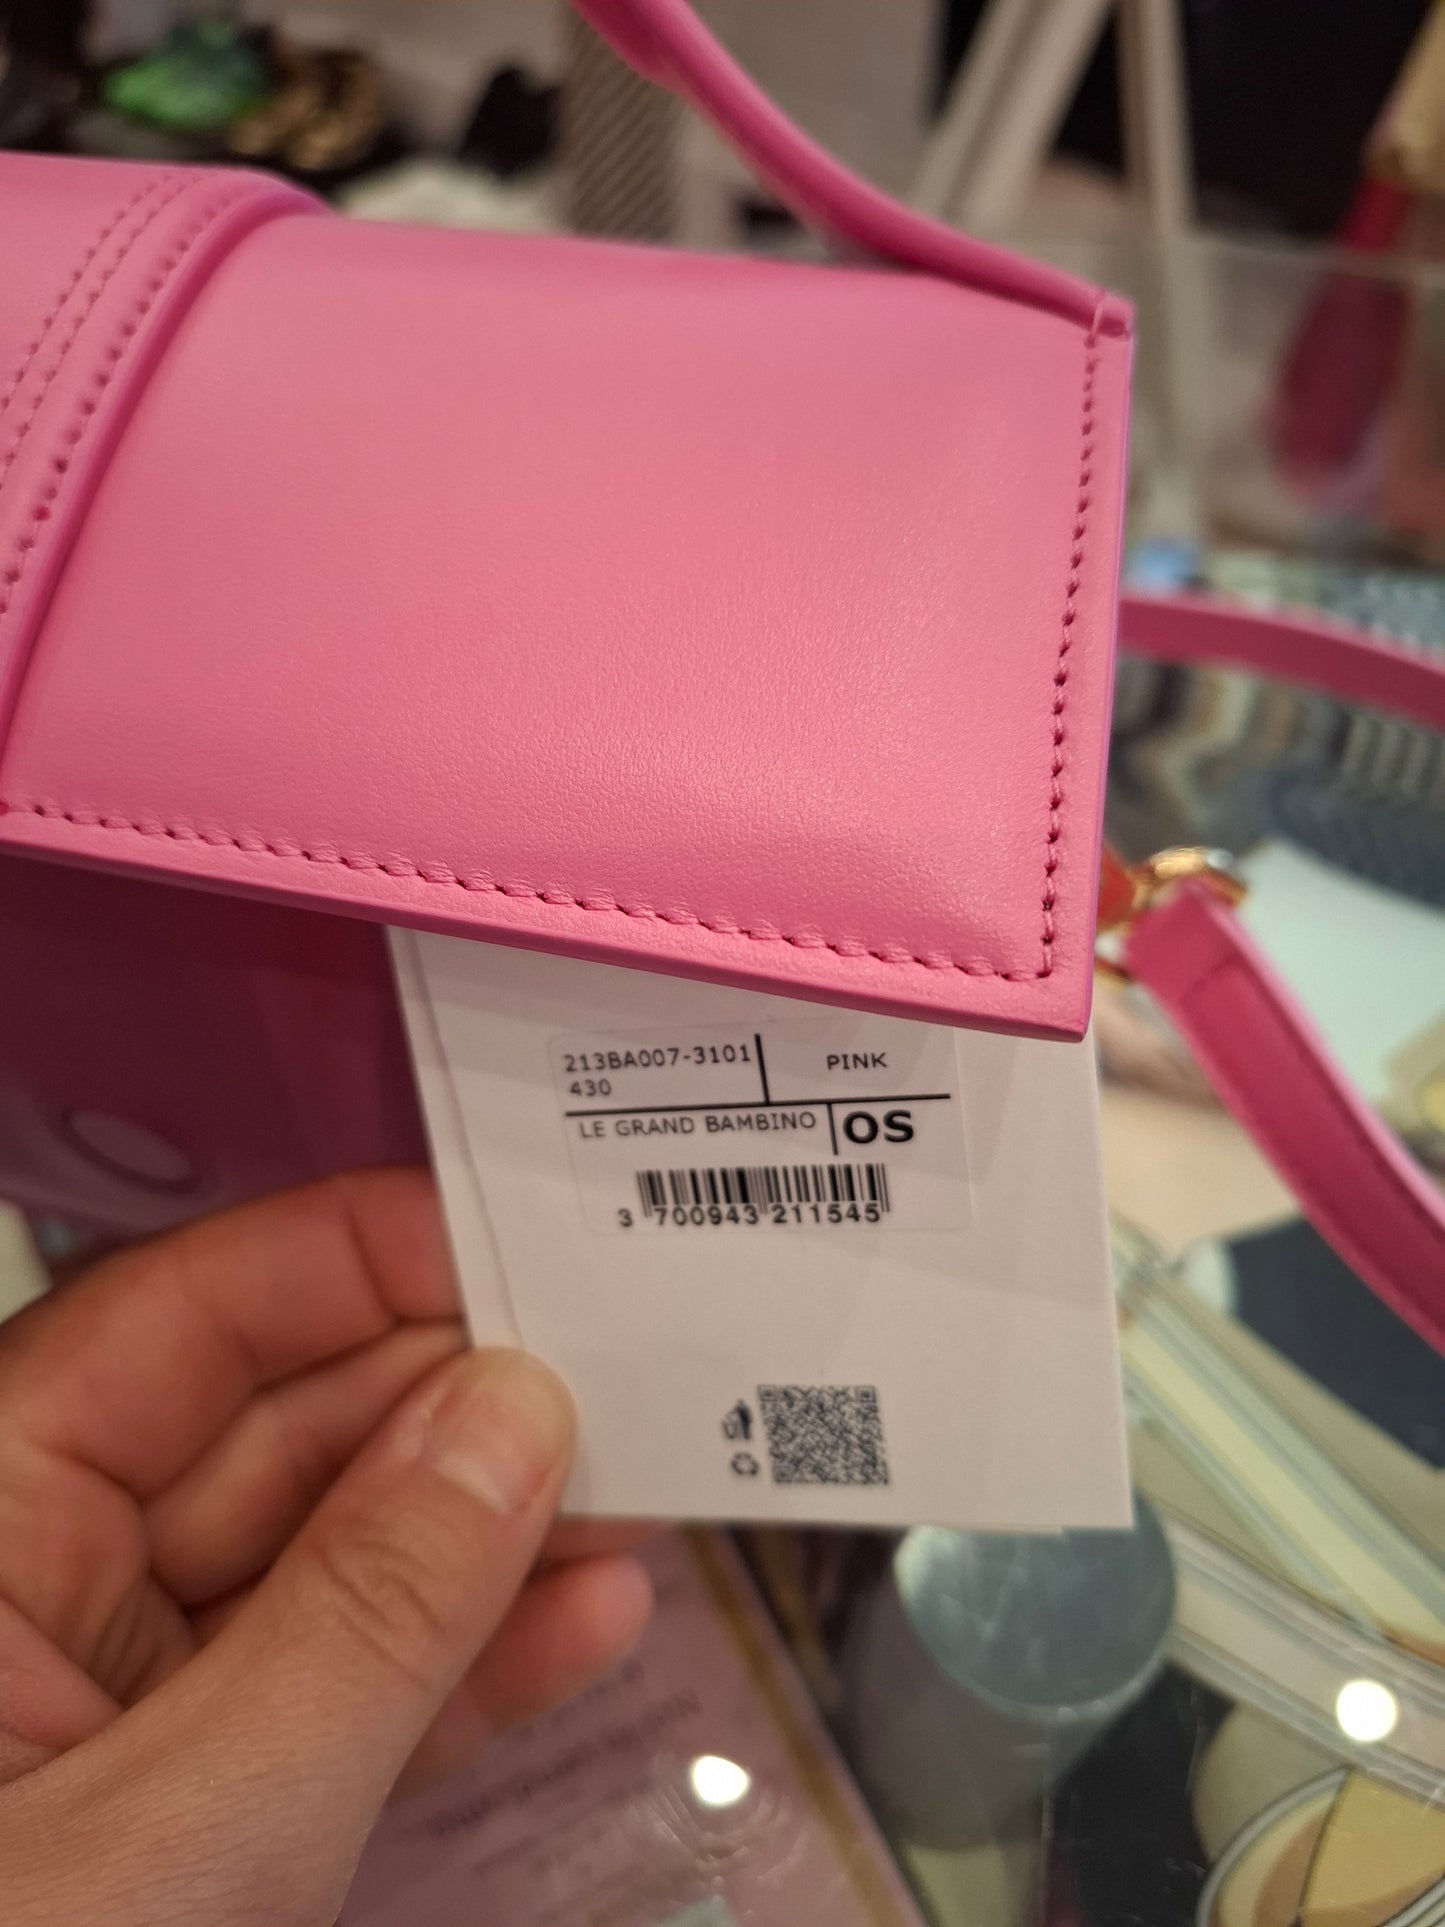 213BA007-3101
430
PINK
LE GRAND BAMBINO
OS
3 700943 211545